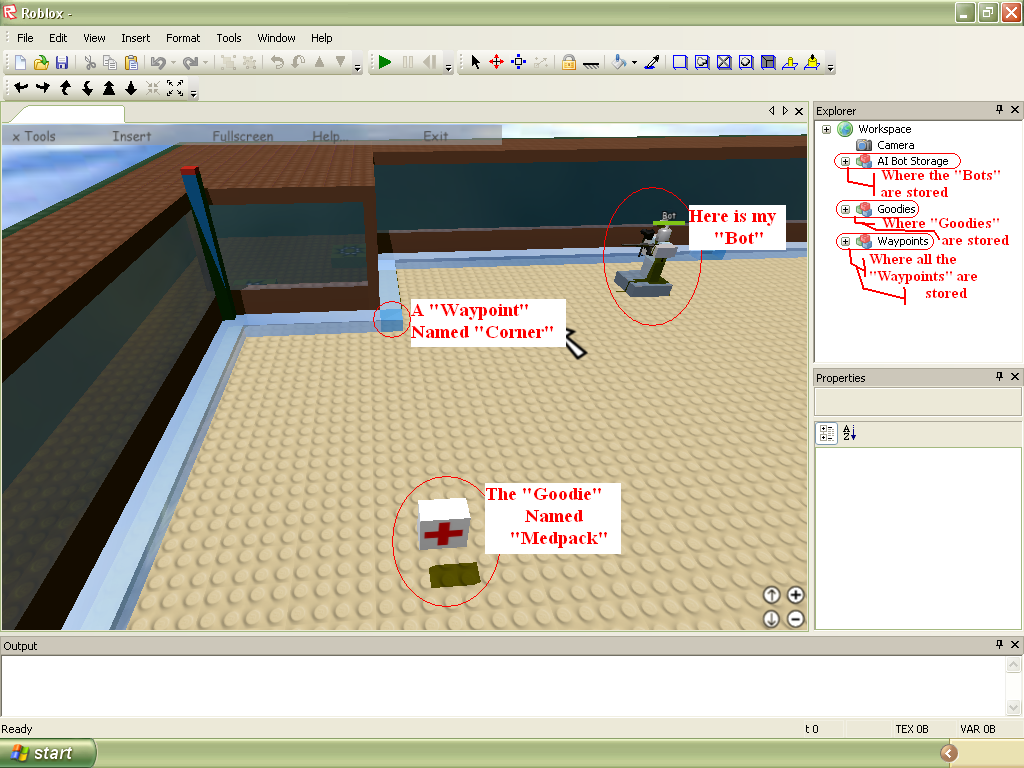 Roblox -
File Edit View Insert Format Tools Window Help
Explorer
x Tools Insert Fullscreen Help... Exit
Workspace
Camera
AI Bot Storage
Where the "Bots"
are stored
Goodies
Where "Goodies"
are stored
Waypoints
Where all the
"Waypoints" are
stored
Bot
Here is my
"Bot"
A "Waypoint"
Named "Corner"
Properties
A
Z
The "Goodie"
Named
"Medpack"
Output
Ready t 0 TEX 0B VAR 0B
start